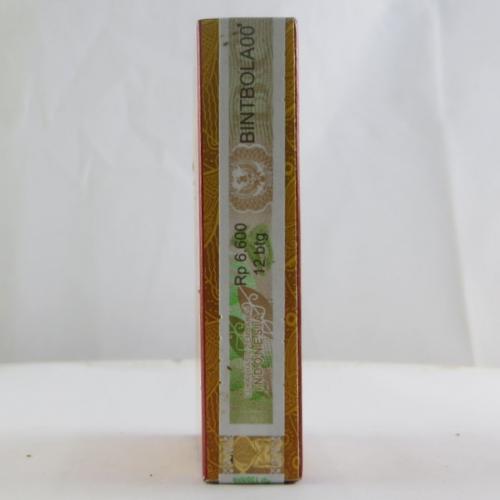 BINTBOLA00
Rp 6,600
12 btg
INDONESIA